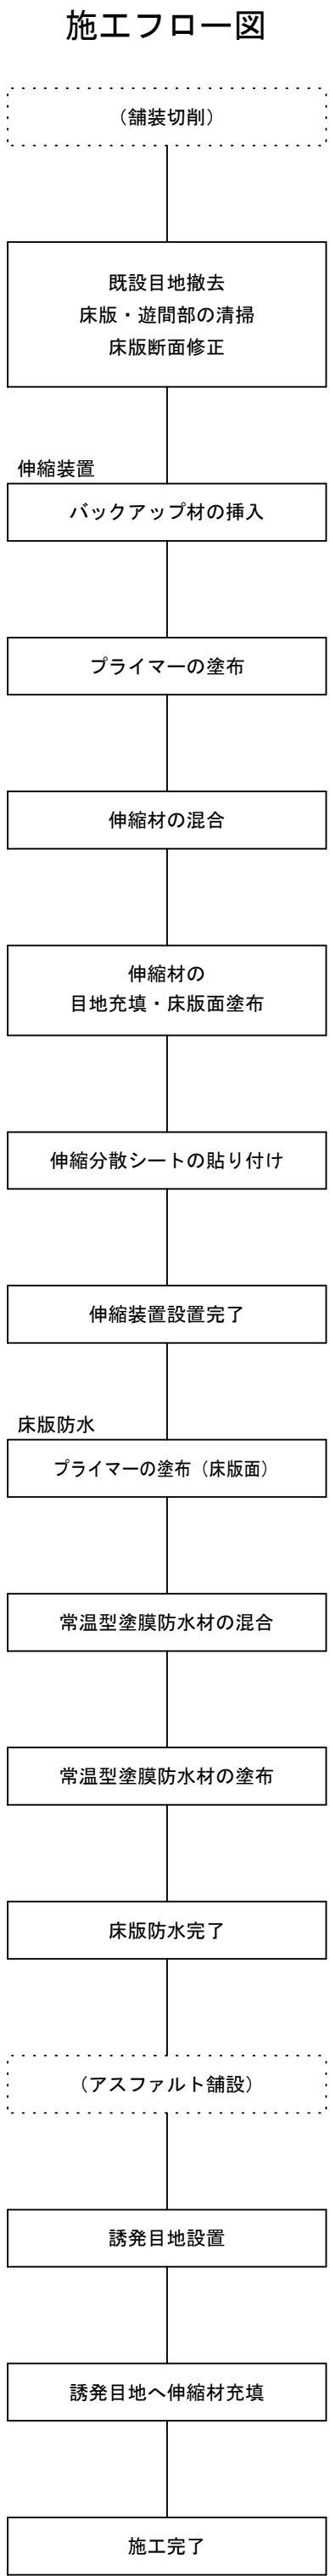 施工フロー図
（舗装切削）
既設目地撤去
床版・遊間部の清掃
床版断面修正
伸縮装置
バックアップ材の挿入
プライマーの塗布
伸縮材の混合
伸縮材の
目地充填・床版面塗布
伸縮分散シートの貼り付け
伸縮装置設置完了
床版防水
プライマーの塗布（床版面）
常温型塗膜防水材の混合
常温型塗膜防水材の塗布
床版防水完了
（アスファルト舗設）
誘発目地設置
誘発目地へ伸縮材充填
施工完了